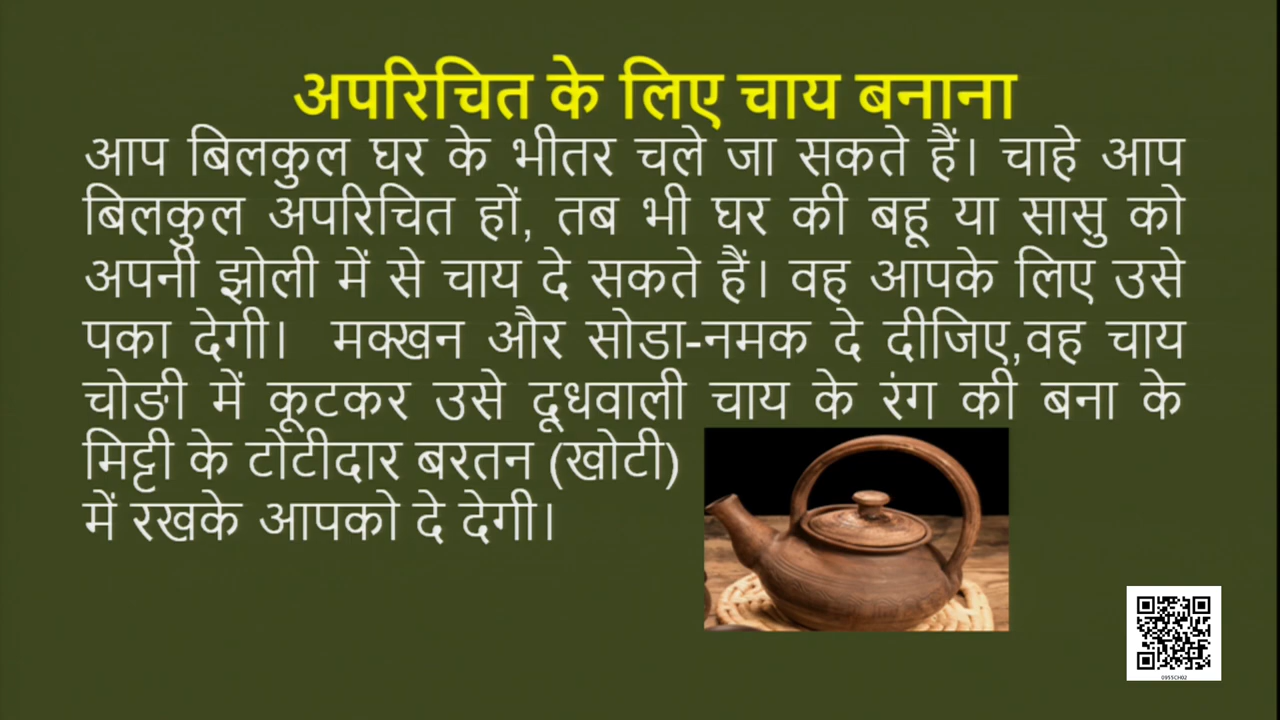 अपरिचित के लिए चाय बनाना
आप बिलकुल घर के भीतर चले जा सकते हैं। चाहे आप
बिलकुल अपरिचित हों, तब भी घर की बहू या सासु को
अपनी झोली में से चाय दे सकते हैं। वह आपके लिए उसे
पका देगी। मक्खन और सोडा-नमक दे दीजिए,वह चाय
चोङी में कूटकर उसे दूधवाली चाय के रंग की बना के
मिट्टी के टोटीदार बरतन (खोटी)
में रखके आपको दे देगी।
0955CH02